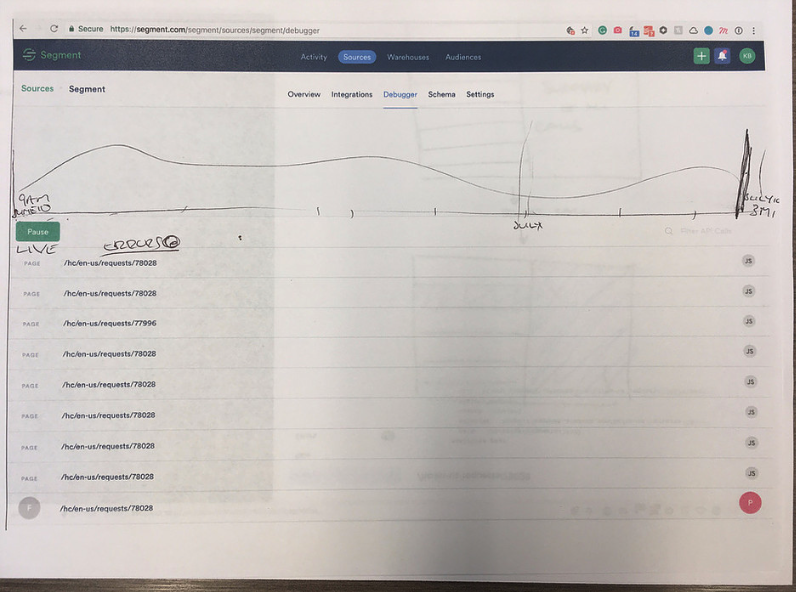 Secure https://segment.com/segment/sources/segment/debugger
Segment Activity Sources Warehouses Audiences KB
Sources Segment
Overview Integrations Debugger Schema Settings
9AM
JUNE 10
JULY
Pause
Filter API Calls
LIVE ERRORS
PAGE /hc/en-us/requests/78028 JS
PAGE /hc/en-us/requests/78028 JS
PAGE /hc/en-us/requests/77996 JS
PAGE /hc/en-us/requests/78028 JS
PAGE /hc/en-us/requests/78028 JS
PAGE /hc/en-us/requests/78028 JS
PAGE /hc/en-us/requests/78028 JS
PAGE /hc/en-us/requests/78028 JS
F /hc/en-us/requests/78028 P